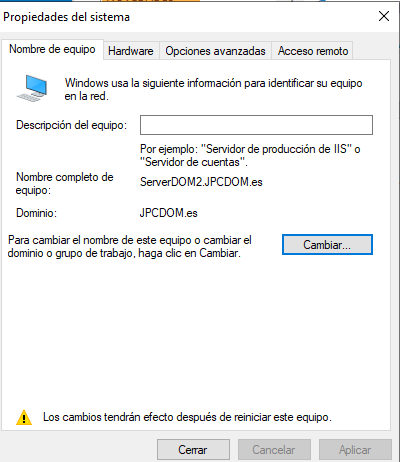 Propiedades del sistema
Nombre de equipo Hardware Opciones avanzadas Acceso remoto
Windows usa la siguiente información para identificar su equipo
en la red.
Descripción del equipo:
Por ejemplo: "Servidor de producción de IIS" o
"Servidor de cuentas".
Nombre completo de
equipo:
ServerDOM2.JPCDOM.es
Dominio:
JPCDOM.es
Para cambiar el nombre de este equipo o cambiar el
dominio o grupo de trabajo, haga clic en Cambiar.
Cambiar...
Los cambios tendrán efecto después de reiniciar este equipo.
Cerrar Cancelar Aplicar